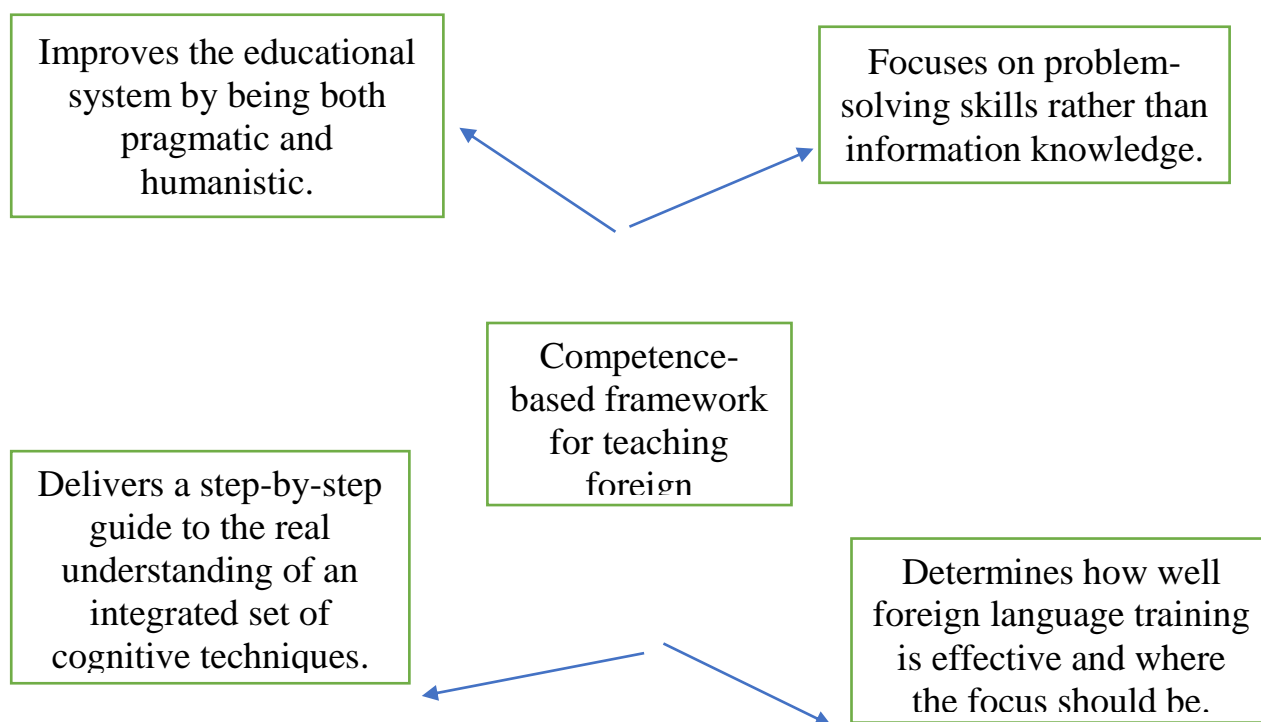 Improves the educational
system by being both
pragmatic and
humanistic.
Focuses on problem-
solving skills rather than
information knowledge.
Competence-
based framework
for teaching
foreign
Delivers a step-by-step
guide to the real
understanding of an
integrated set of
cognitive techniques.
Determines how well
foreign language training
is effective and where
the focus should be.